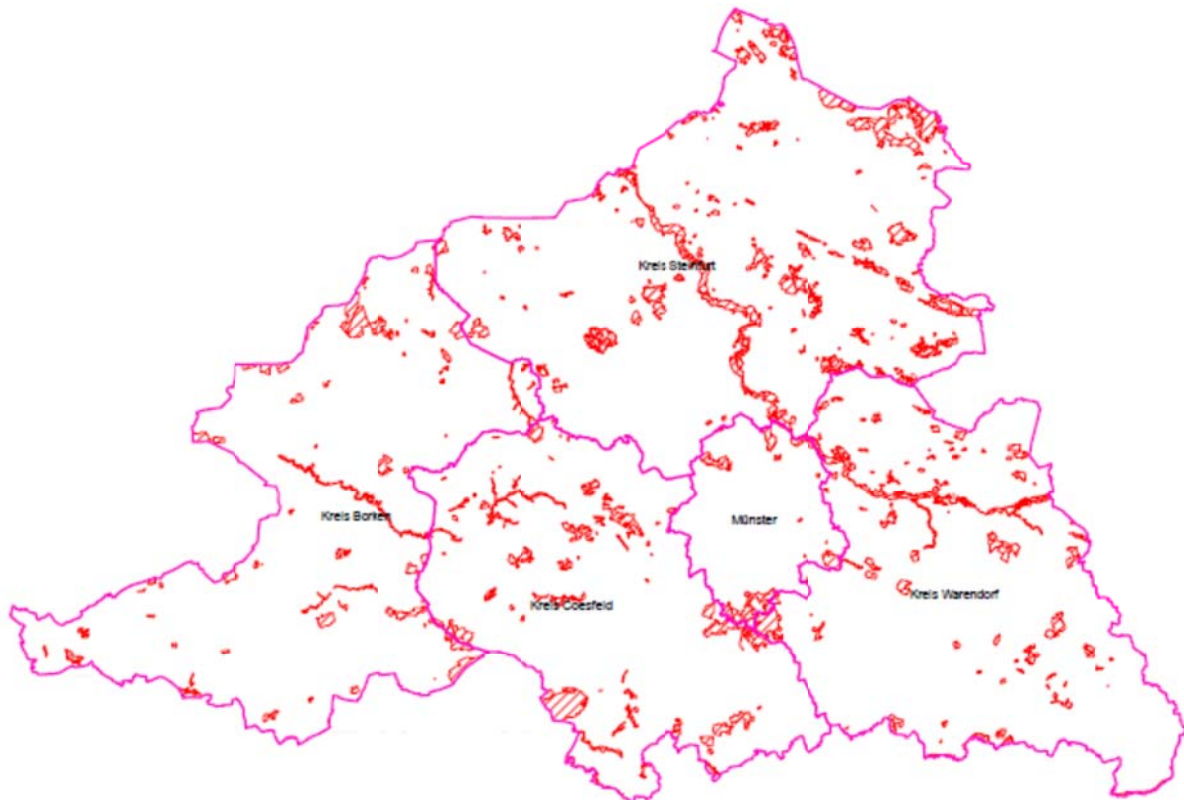 Kreis Steinfurt
Kreis Borken
Münster
Kreis Warendorf
Kreis Coesfeld